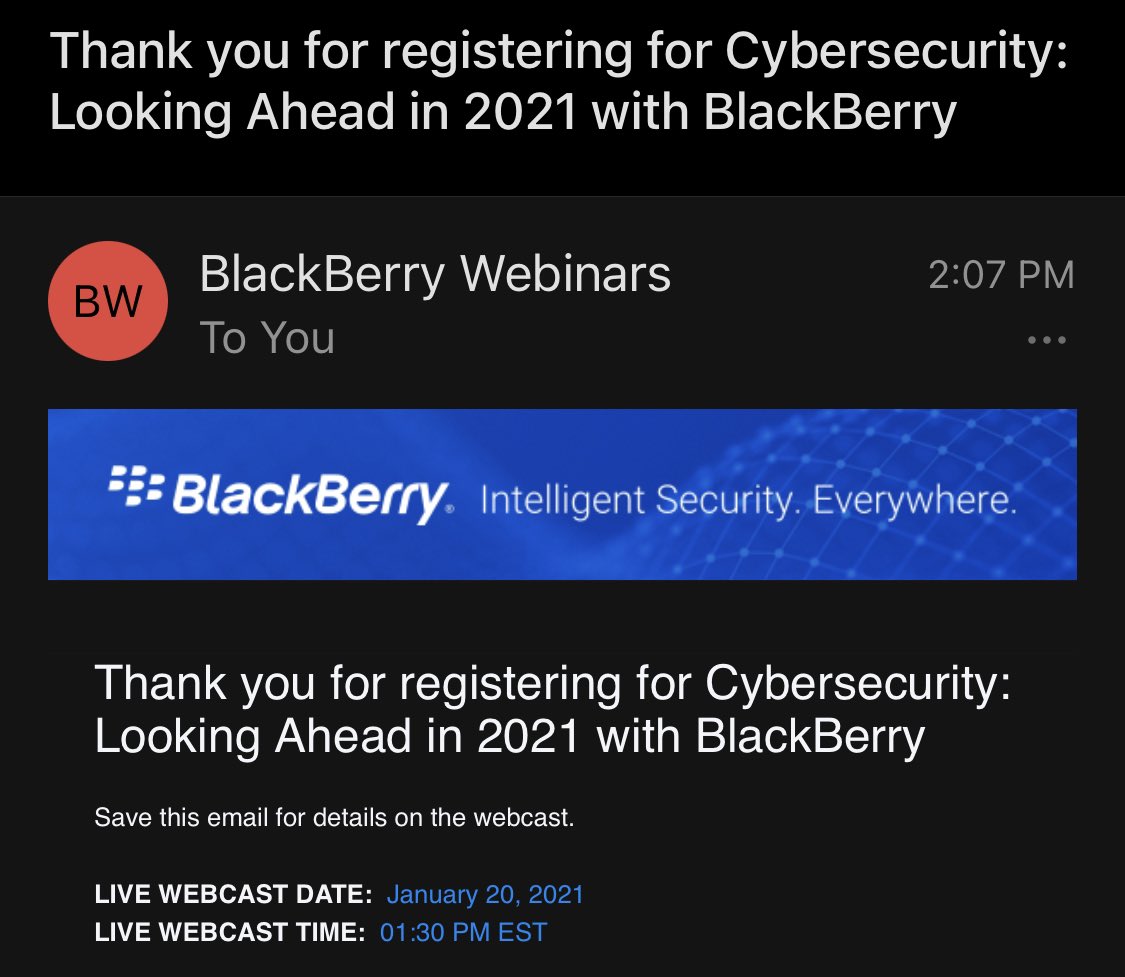 Thank you for registering for Cybersecurity:
Looking Ahead in 2021 with BlackBerry
BW
BlackBerry Webinars
2:07 PM
To You
BlackBerry® Intelligent Security. Everywhere.
Thank you for registering for Cybersecurity:
Looking Ahead in 2021 with BlackBerry
Save this email for details on the webcast.
LIVE WEBCAST DATE: January 20, 2021
LIVE WEBCAST TIME: 01:30 PM EST